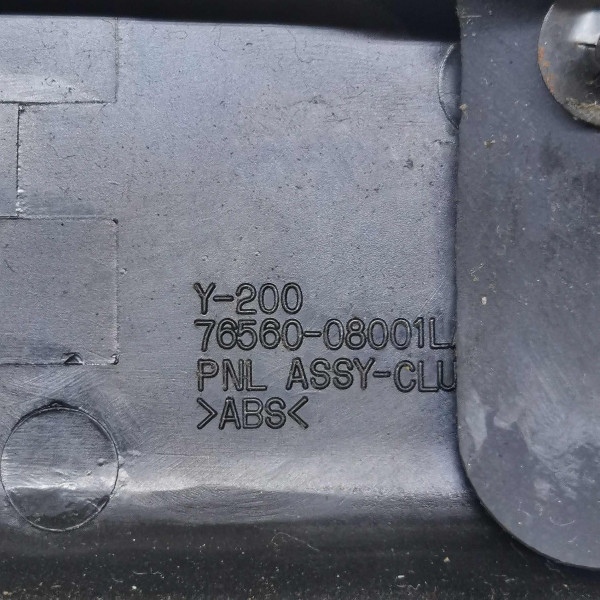 Y-200
76560-08001L
PNL ASSY-CLU
>ABS<